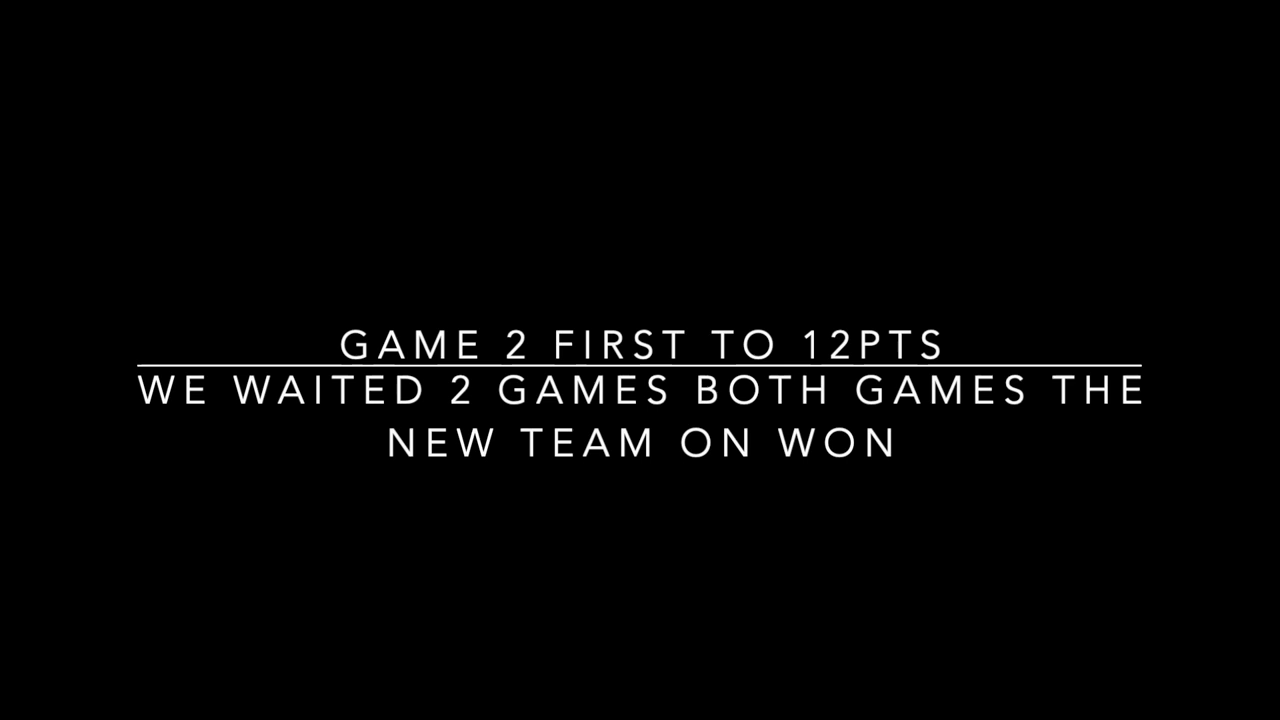 GAME 2 FIRST TO 12PTS
WE WAITED 2 GAMES BOTH GAMES THE
NEW TEAM ON WON